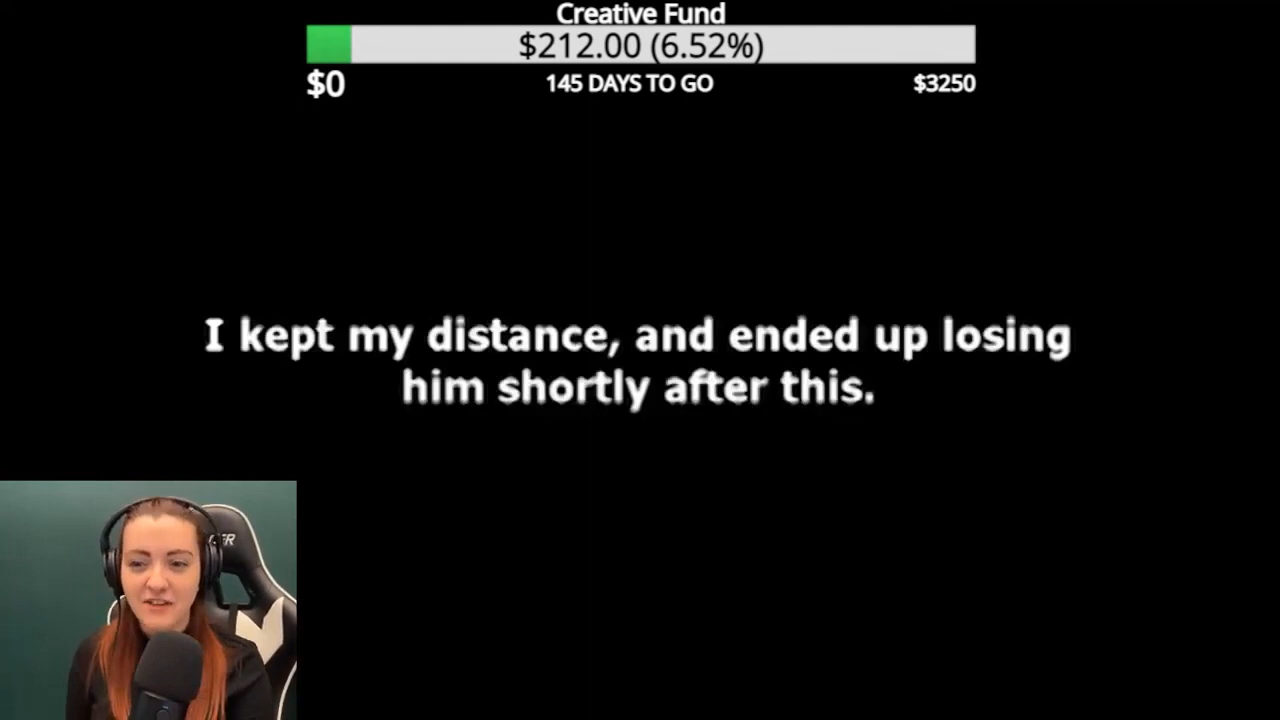 Creative Fund
$212.00 (6.52%)
$0 145 DAYS TO GO $3250
I kept my distance, and ended up losing
him shortly after this.